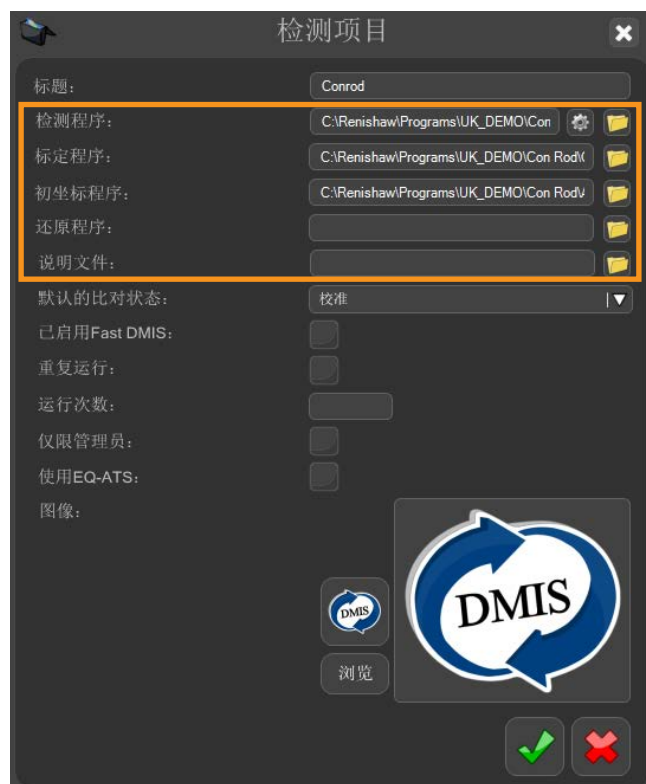 检测项目
标题： Conrod
检测程序： C:\Renishaw\Programs\UK_DEMO\Con
标定程序： C:\Renishaw\Programs\UK_DEMO\Con Rod\(
初坐标程序： C:\Renishaw\Programs\UK_DEMO\Con Rod\
还原程序：
说明文件：
默认的比对状态： 校准
已启用Fast DMIS：
重复运行：
运行次数：
仅限管理员：
使用EQ-ATS：
图像：
DMIS
DMIS
浏览